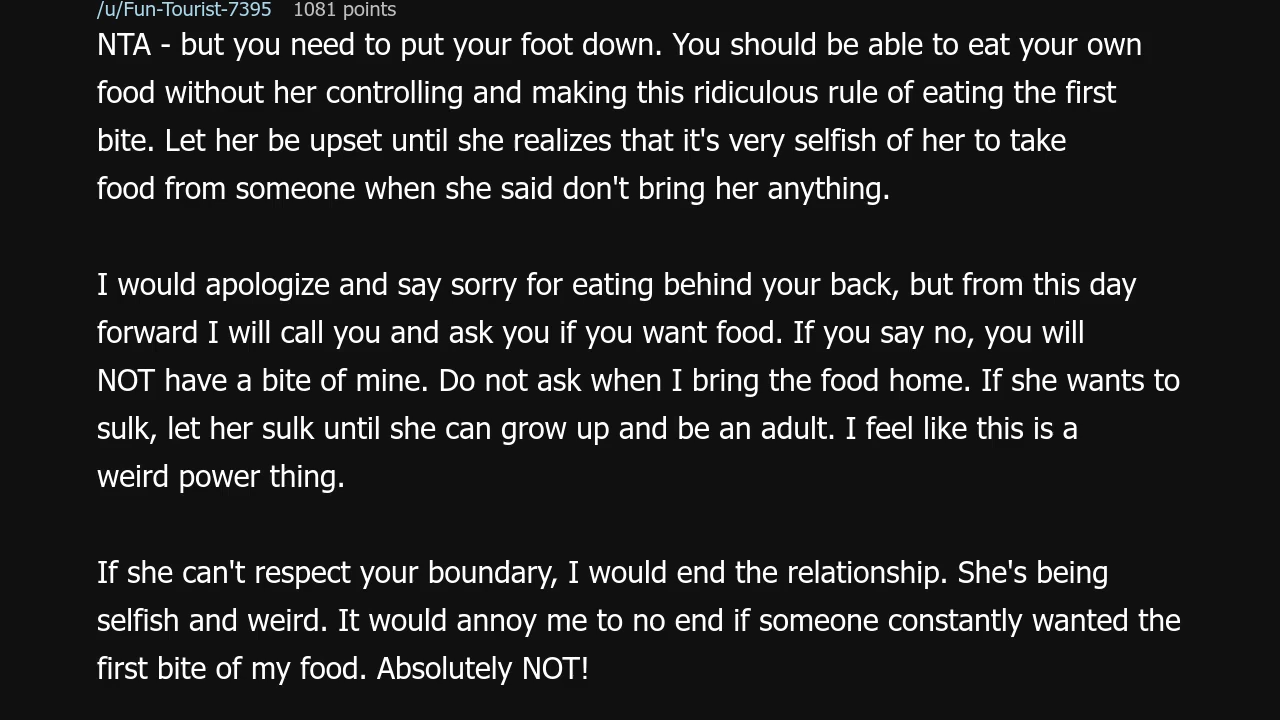 /u/Fun-Tourist-7395 1081 points
NTA - but you need to put your foot down. You should be able to eat your own
food without her controlling and making this ridiculous rule of eating the first
bite. Let her be upset until she realizes that it's very selfish of her to take
food from someone when she said don't bring her anything.
I would apologize and say sorry for eating behind your back, but from this day
forward I will call you and ask you if you want food. If you say no, you will
NOT have a bite of mine. Do not ask when I bring the food home. If she wants to
sulk, let her sulk until she can grow up and be an adult. I feel like this is a
weird power thing.
If she can't respect your boundary, I would end the relationship. She's being
selfish and weird. It would annoy me to no end if someone constantly wanted the
first bite of my food. Absolutely NOT!